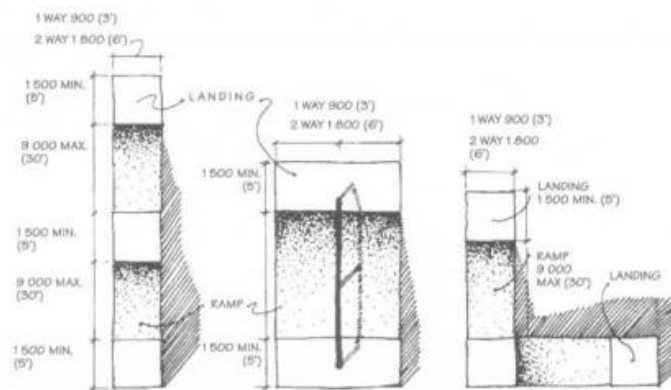 1 WAY 900 (3')
2 WAY 1 800 (6')
1 500 MIN.
(5')
LANDING
9 000 MAX.
(30')
1 500 MIN.
(5')
9 000 MAX.
(30')
RAMP
1 500 MIN.
(5')
1 WAY 900 (3')
2 WAY 1 800 (6')
1 500 MIN.
(5')
1 500 MIN.
(5')
1 WAY 900 (3')
2 WAY 1 800
(6')
LANDING
1 500 MIN. (5')
RAMP
9 000
MAX (30')
LANDING